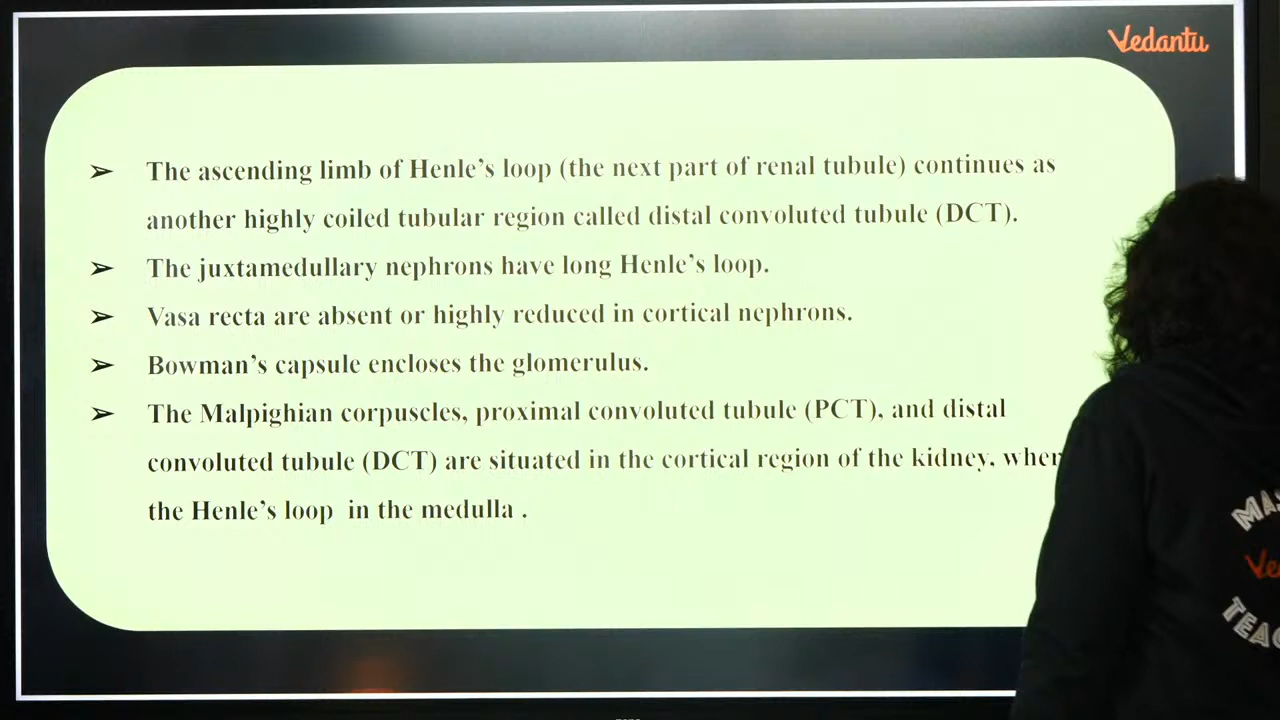 Vedantu
➢ The ascending limb of Henle’s loop (the next part of renal tubule) continues as
another highly coiled tubular region called distal convoluted tubule (DCT).
➢ The juxtamedullary nephrons have long Henle’s loop.
➢ Vasa recta are absent or highly reduced in cortical nephrons.
➢ Bowman’s capsule encloses the glomerulus.
➢ The Malpighian corpuscles, proximal convoluted tubule (PCT), and distal
convoluted tubule (DCT) are situated in the cortical region of the kidney,
the Henle’s loop in the medulla .